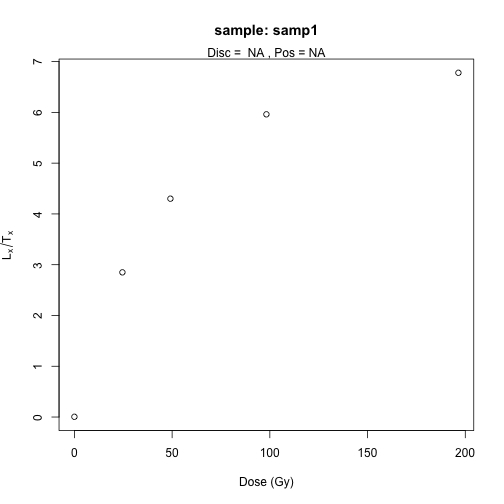 sample: samp1
Disc =  NA , Pos = NA
7
6
5
4
3
2
1
0
Lx/Tx
0 50 100 150 200
Dose (Gy)